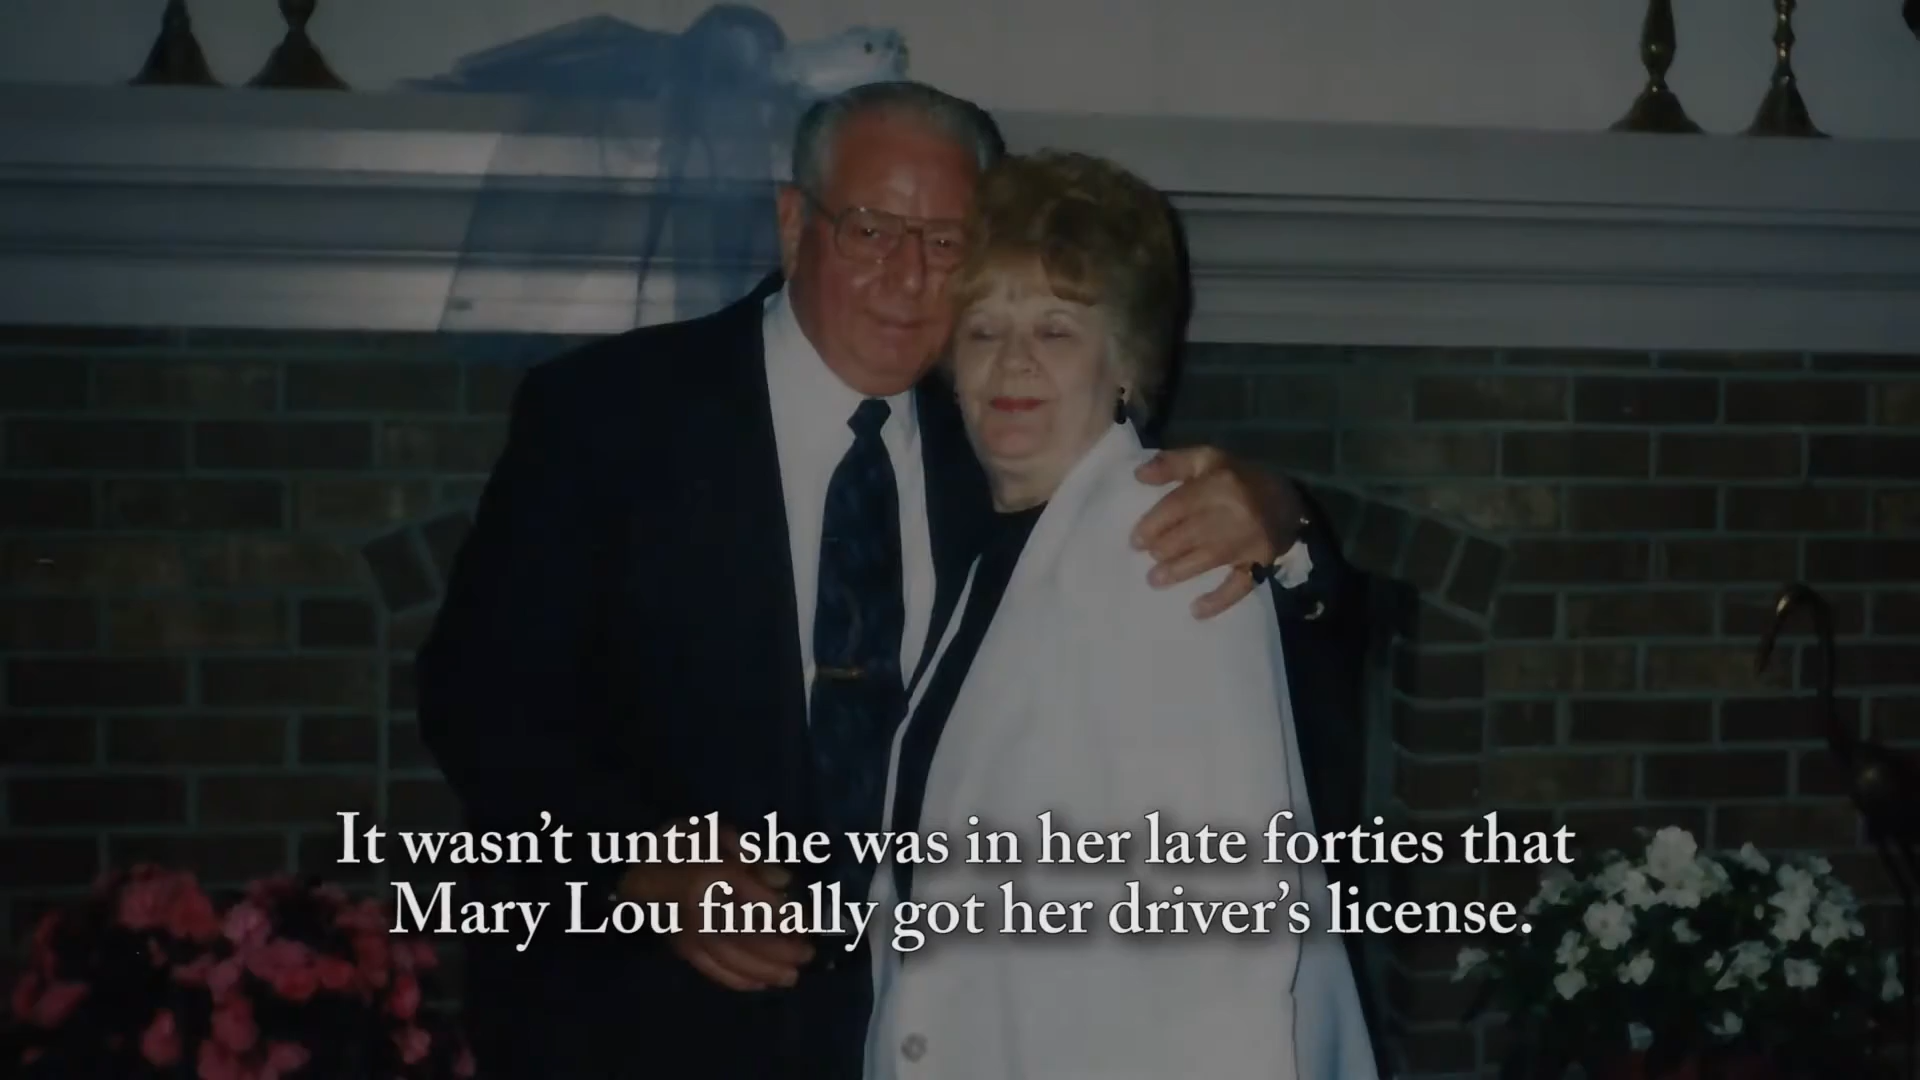 It wasn’t until she was in her late forties that
Mary Lou finally got her driver’s license.